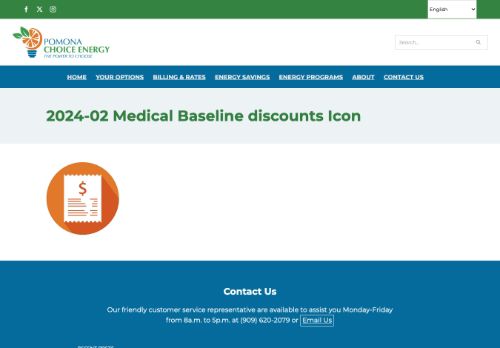 English
POMONA
CHOICE ENERGY
THE POWER TO CHOOSE
Search...
HOME YOUR OPTIONS BILLING & RATES ENERGY SAVINGS ENERGY PROGRAMS ABOUT CONTACT US
2024-02 Medical Baseline discounts Icon
$
Contact Us
Our friendly customer service representative are available to assist you Monday-Friday
from 8a.m. to 5p.m. at (909) 620-2079 or Email Us